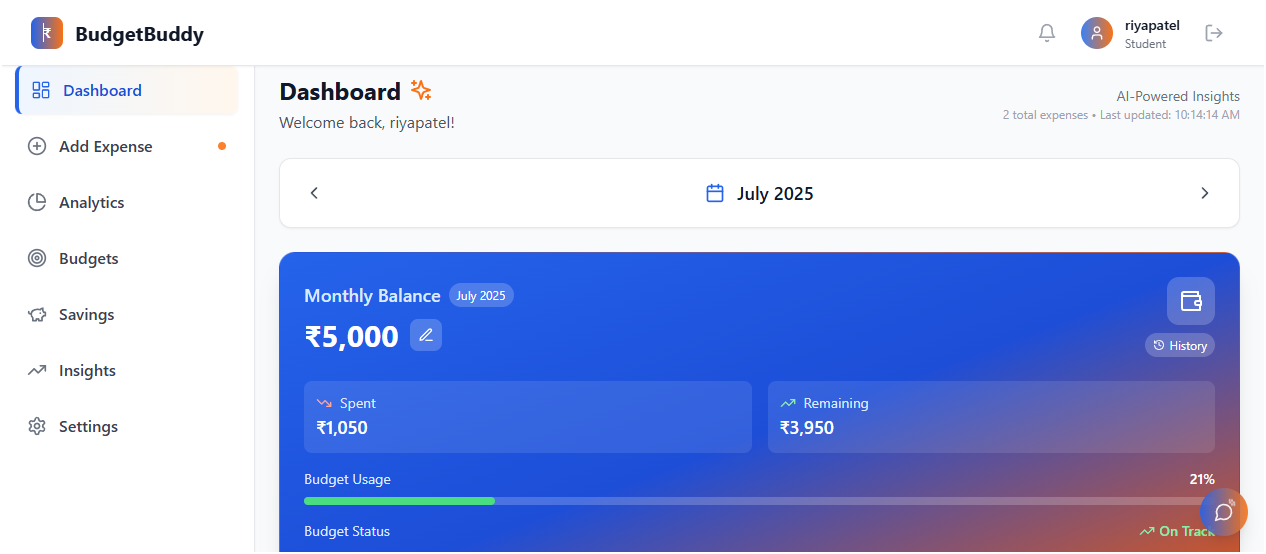 ₹ BudgetBuddy
riyapatel
Student
Dashboard
Add Expense
Analytics
Budgets
Savings
Insights
Settings
Dashboard
Welcome back, riyapatel!
AI-Powered Insights
2 total expenses • Last updated: 10:14:14 AM
July 2025
Monthly Balance July 2025
₹5,000
History
Spent
₹1,050
Remaining
₹3,950
Budget Usage 21%
Budget Status On Track